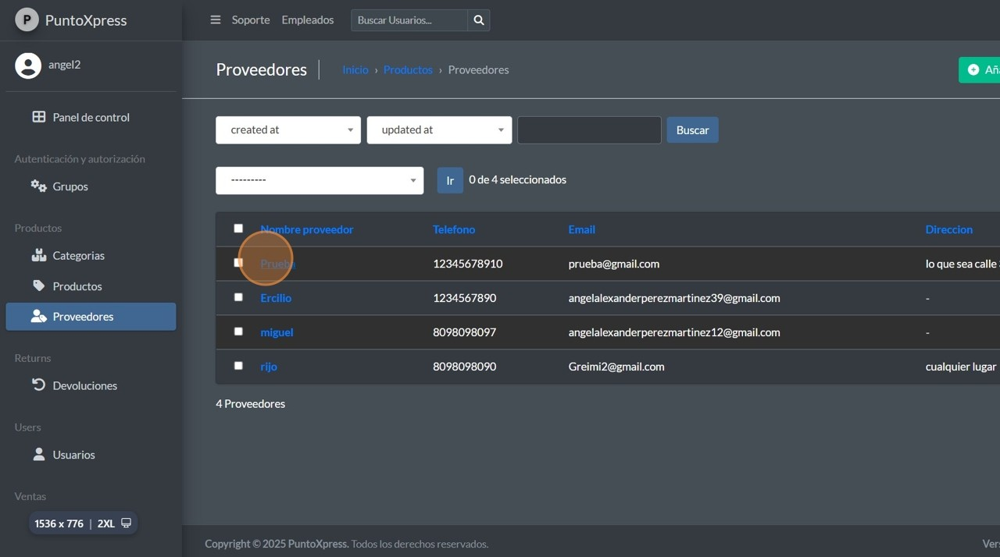 P PuntoXpress
Soporte Empleados Buscar Usuarios...
angel2
Proveedores
Inicio › Productos › Proveedores
Aña
Panel de control
created at
updated at
Buscar
Autenticación y autorización
---------
Ir
0 de 4 seleccionados
Grupos
Productos
Nombre proveedor Telefono Email Direccion
Categorias
Prueba 12345678910 prueba@gmail.com lo que sea calle
Productos
Ercilio 1234567890 angelalexanderperezmartinez39@gmail.com -
Proveedores
miguel 8098098097 angelalexanderperezmartinez12@gmail.com -
Returns
rijo 8098098090 Greimi2@gmail.com cualquier lugar
Devoluciones
4 Proveedores
Users
Usuarios
Ventas
1536 x 776 | 2XL
Copyright © 2025 PuntoXpress. Todos los derechos reservados.
Vers